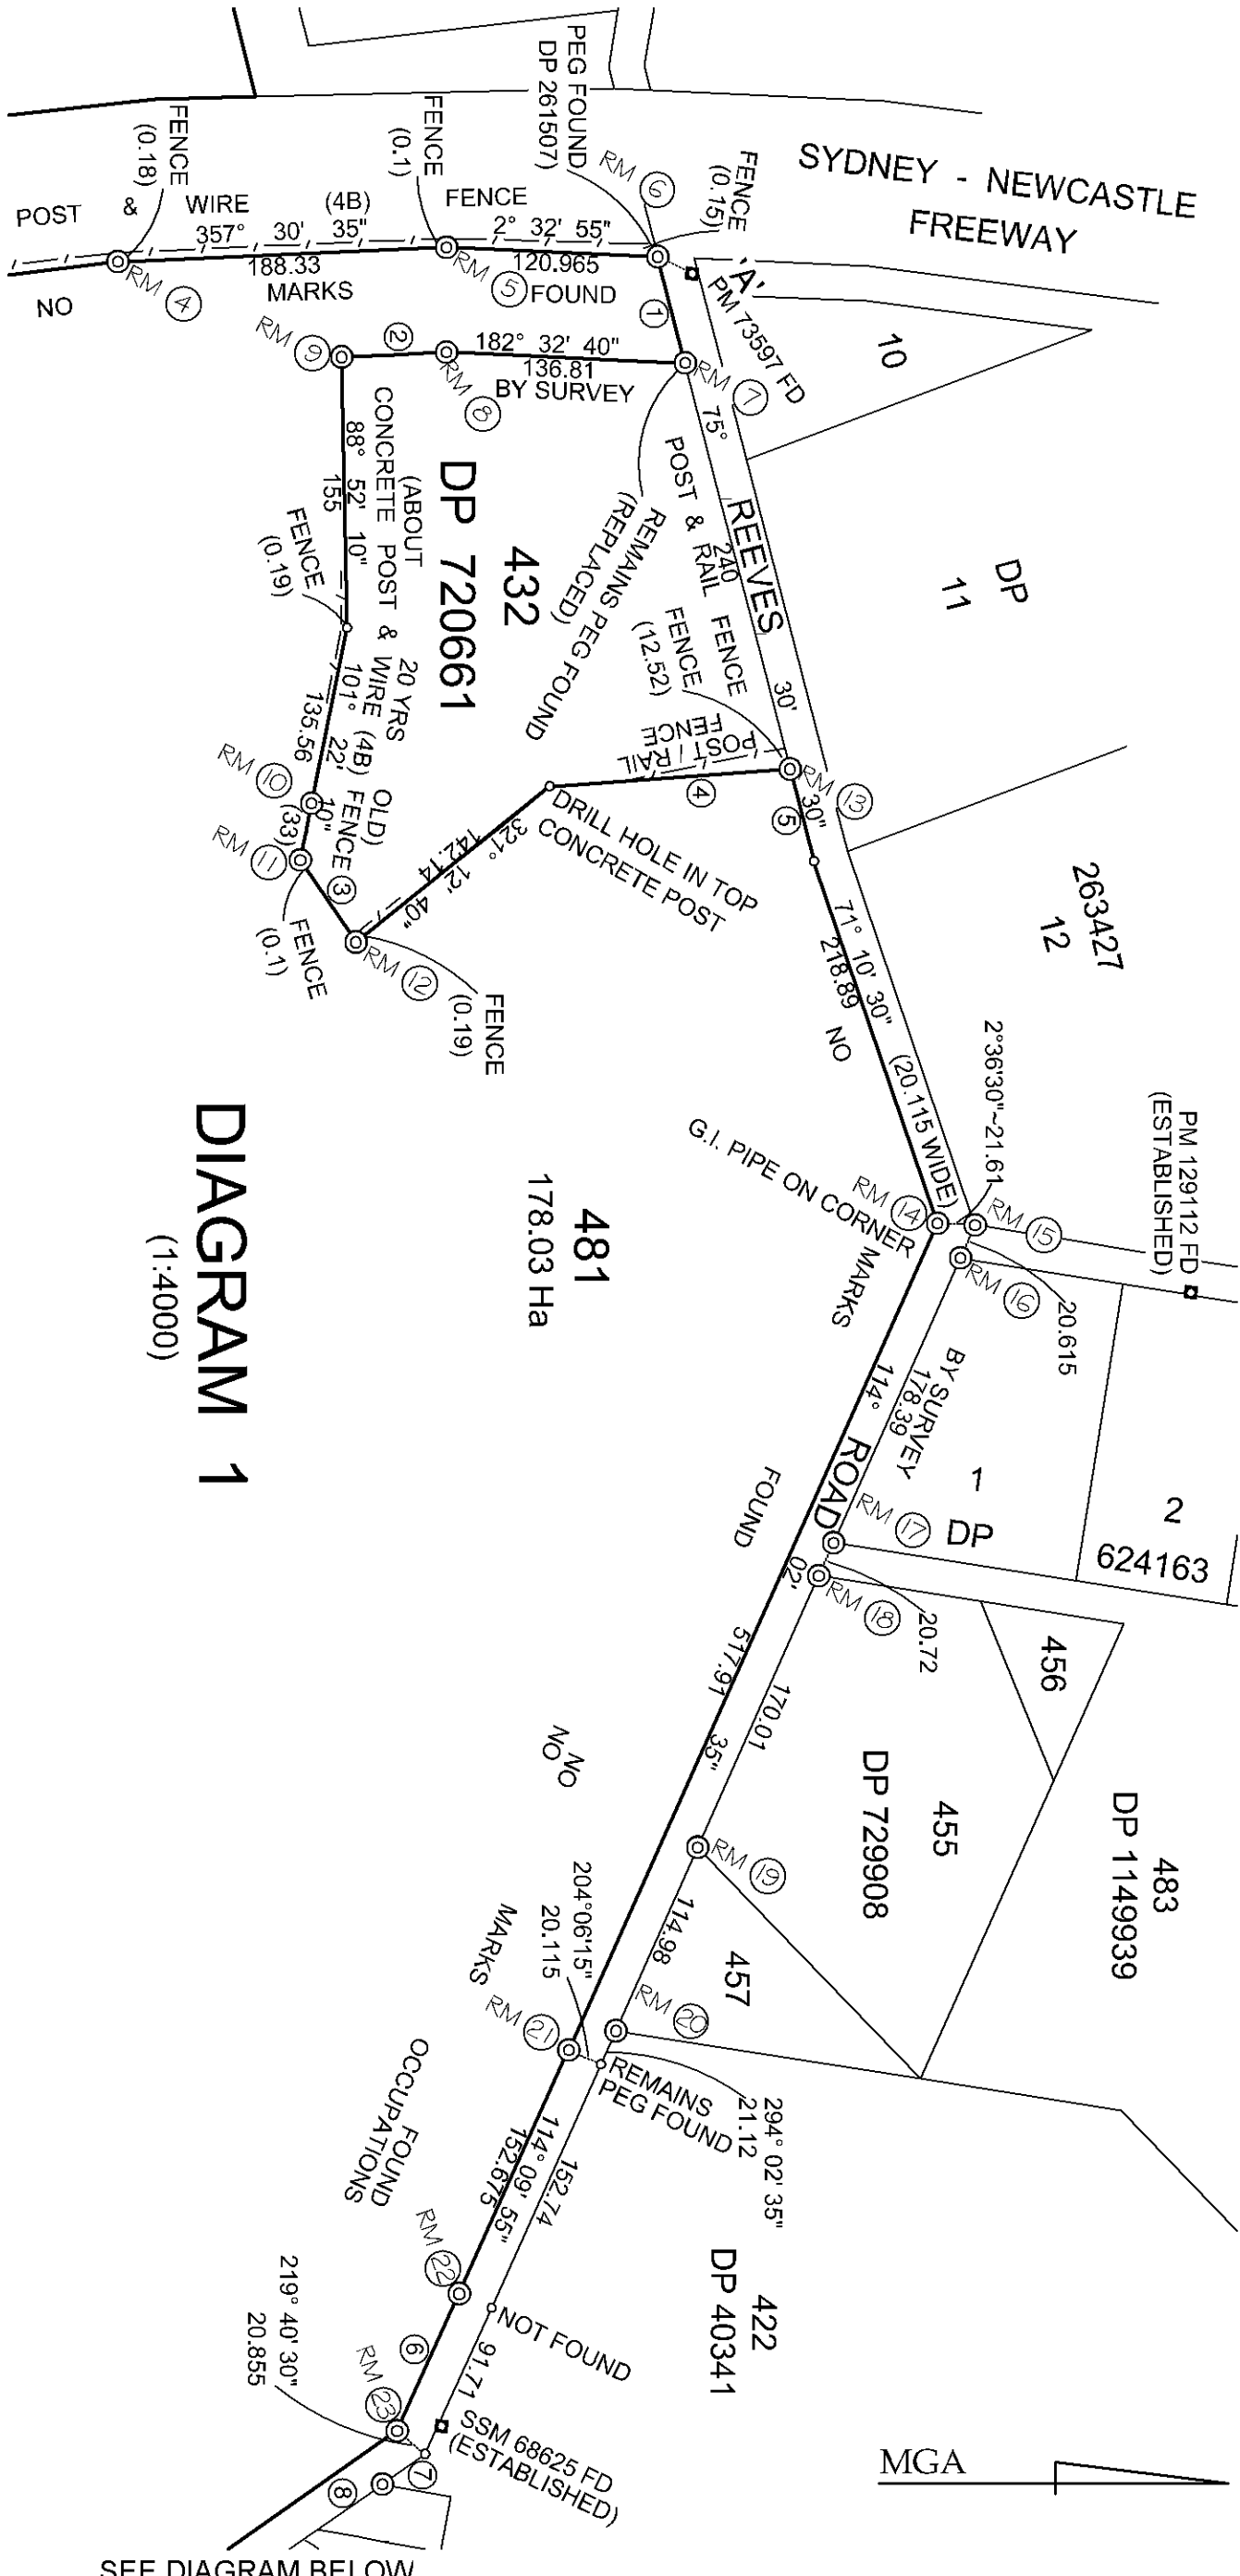 SYDNEY - NEWCASTLE
FREEWAY
PEG FOUND
DP 261507)
FENCE
(0.18)
FENCE
(0.1)
RM 6
FENCE
(0.15)
POST & WIRE (4B) FENCE
357° 30' 35"
188.33
2° 32' 55"
120.965
NO MARKS FOUND
RM 4
RM 5
'A'
PM 73597 FD
1
RM 7
10
RM 9
2
RM 8
182° 32' 40"
136.81
BY SURVEY
75° 30' 30"
240
POST & RAIL FENCE
REEVES
DP
11
263427
12
REMAINS PEG FOUND
(REPLACED)
432
DP 720661
(ABOUT 20 YRS OLD)
CONCRETE POST & WIRE (4B) FENCE
88° 52' 10"
155
FENCE
(0.19)
101° 22' 10"
135.56
RM 10
(33)
RM 11
3
FENCE
(0.1)
RM 12
FENCE
(0.19)
321° 12' 40"
142.14
DRILL HOLE IN TOP
CONCRETE POST
4
POST / RAIL
FENCE
FENCE
(12.52)
RM 13
5
71° 10' 30"
218.89
(20.115 WIDE)
NO MARKS FOUND
2°36'30"~21.61
PM 129112 FD
(ESTABLISHED)
G.I. PIPE ON CORNER
RM 14
RM 15
RM 16
20.615
DIAGRAM 1
(1:4000)
481
178.03 Ha
114° 02' 35"
517.91
BY SURVEY
178.39
ROAD
1
DP
2
624163
RM 17
RM 18
20.72
170.01
456
455
DP 729908
483
DP 1149939
RM 19
114.98
457
NO
NO
MARKS
FOUND
OCCUPATIONS
204°06'15"
20.115
RM 20
RM 21
REMAINS
PEG FOUND
294° 02' 35"
21.12
152.74
114° 09' 55"
152.675
422
DP 40341
RM 22
NOT FOUND
91.71
6
RM 23
219° 40' 30"
20.855
SSM 68625 FD
(ESTABLISHED)
7
8
MGA
SEE DIAGRAM BELOW